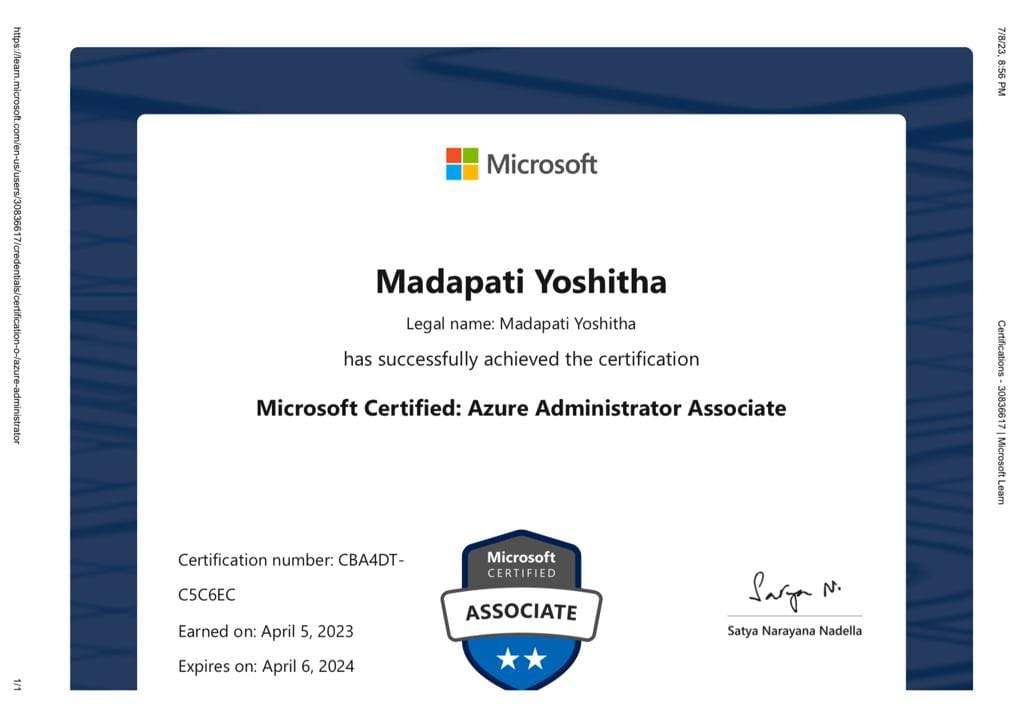 7/8/23, 8:56 PM
Certifications - 30836617 | Microsoft Learn
Microsoft
Madapati Yoshitha
Legal name: Madapati Yoshitha
has successfully achieved the certification
Microsoft Certified: Azure Administrator Associate
Certification number: CBA4DT-
C5C6EC
Earned on: April 5, 2023
Expires on: April 6, 2024
Microsoft
CERTIFIED
ASSOCIATE
Satya N.
Satya Narayana Nadella
https://learn.microsoft.com/en-us/users/30836617/credentials/certification-o-/azure-administrator
1/1